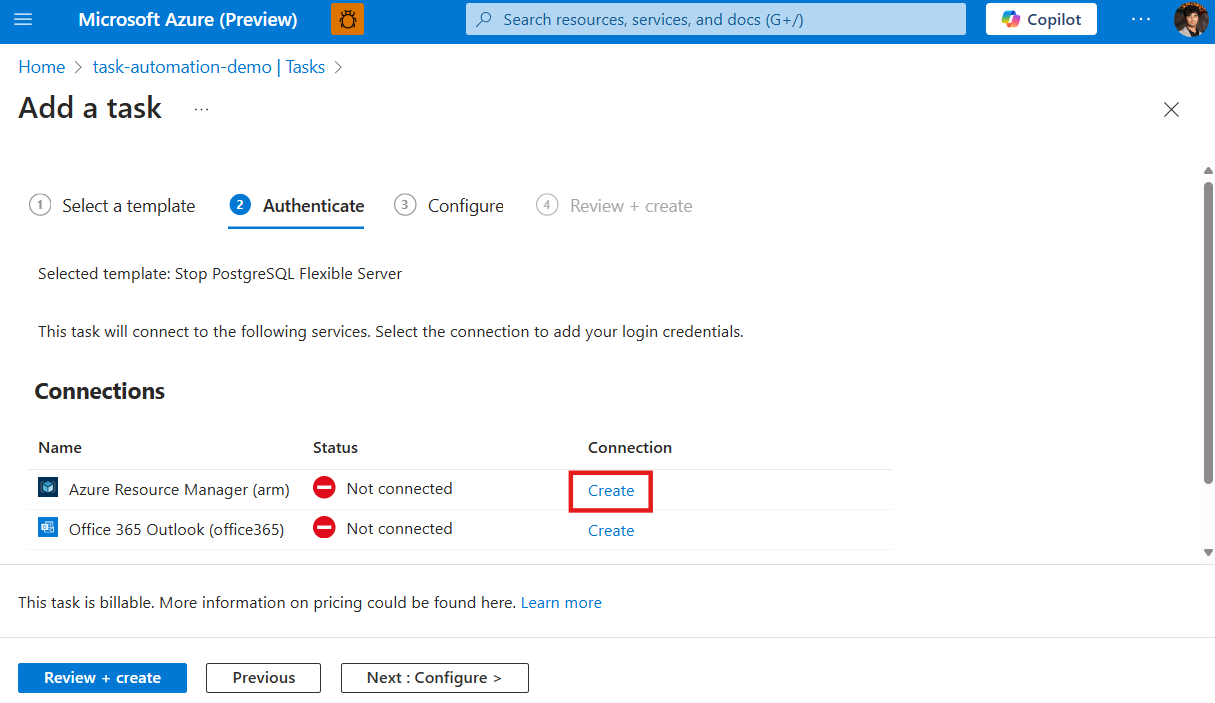 Microsoft Azure (Preview)
Search resources, services, and docs (G+/)
Copilot
Home > task-automation-demo | Tasks >
Add a task
1 Select a template
2 Authenticate
3 Configure
4 Review + create
Selected template: Stop PostgreSQL Flexible Server
This task will connect to the following services. Select the connection to add your login credentials.
Connections
Name Status Connection
Azure Resource Manager (arm) Not connected Create
Office 365 Outlook (office365) Not connected Create
This task is billable. More information on pricing could be found here. Learn more
Review + create
Previous
Next : Configure >